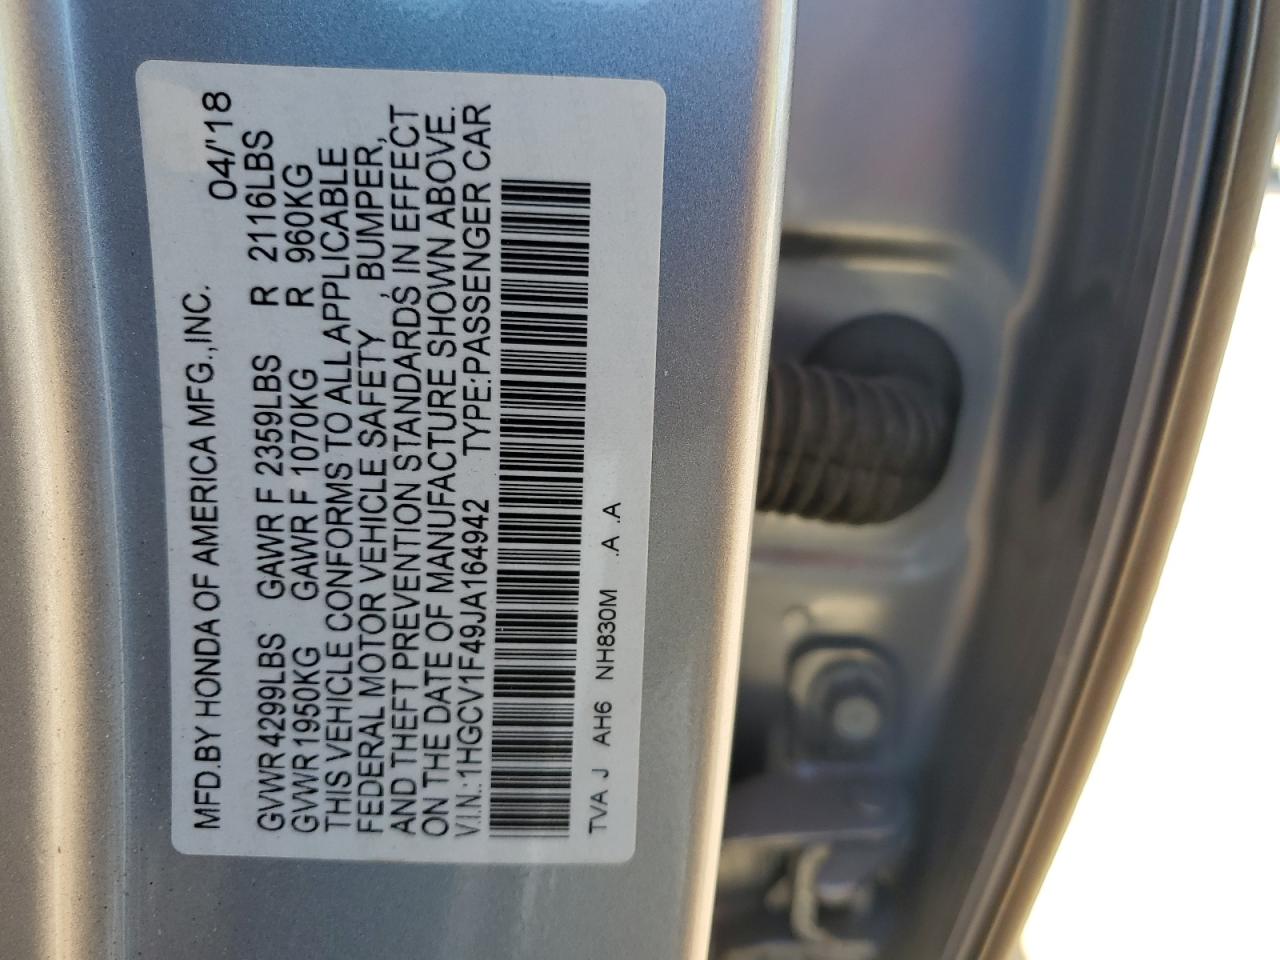 MFD.BY HONDA OF AMERICA MFG.,INC. 04/'18
GVWR 4299LBS GAWR F 2359LBS R 2116LBS
GVWR 1950KG GAWR F 1070KG R 960KG
THIS VEHICLE CONFORMS TO ALL APPLICABLE
FEDERAL MOTOR VEHICLE SAFETY, BUMPER,
AND THEFT PREVENTION STANDARDS IN EFFECT
ON THE DATE OF MANUFACTURE SHOWN ABOVE.
V.I.N.:1HGCV1F49JA164942 TYPE:PASSENGER CAR
TVA J AH6 NH830M .A .A